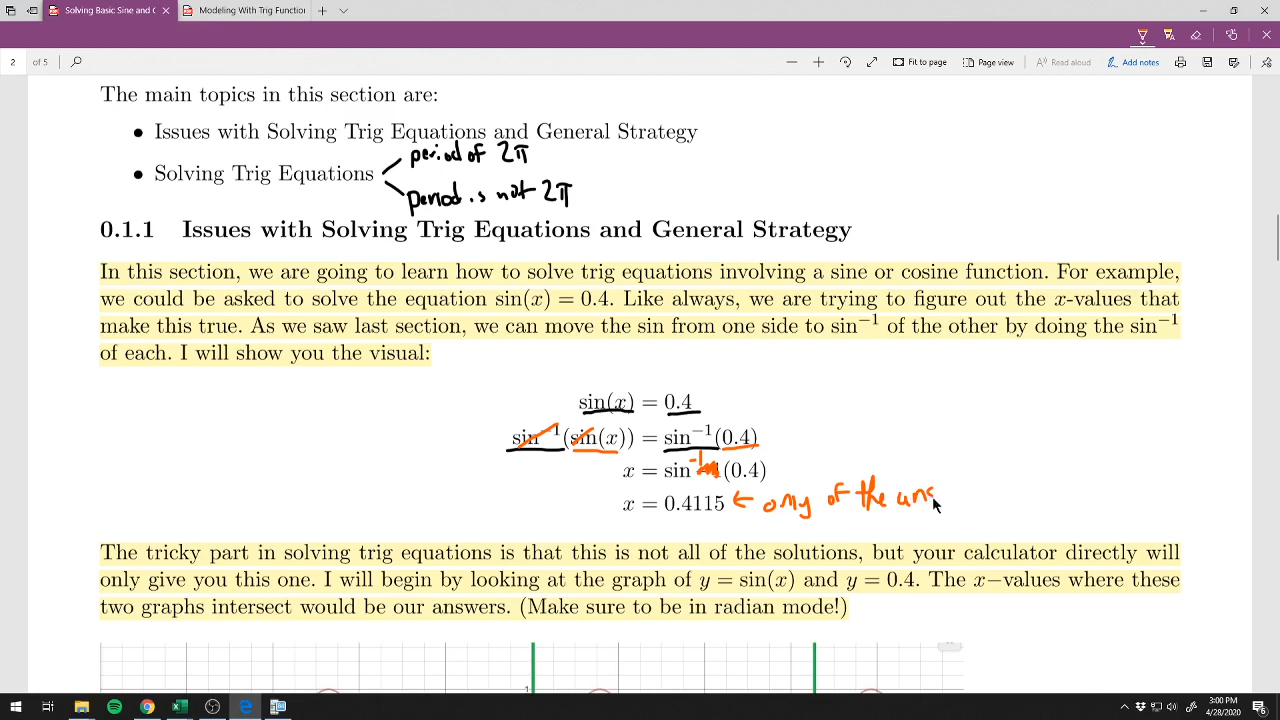 Solving Basic Sine and C
Modeling With Trig Function
2 of 5
Fit to page
Page view
Read aloud
Add notes
The main topics in this section are:
• Issues with Solving Trig Equations and General Strategy
period of 2π
• Solving Trig Equations
period is not 2π
0.1.1 Issues with Solving Trig Equations and General Strategy
In this section, we are going to learn how to solve trig equations involving a sine or cosine function. For example,
we could be asked to solve the equation sin(x) = 0.4. Like always, we are trying to figure out the x-values that
make this true. As we saw last section, we can move the sin from one side to sin⁻¹ of the other by doing the sin⁻¹
of each. I will show you the visual:
sin(x) = 0.4
sin⁻¹(sin(x)) = sin⁻¹(0.4)
x = sin⁻¹(0.4)
x = 0.4115 ← only of the ans
The tricky part in solving trig equations is that this is not all of the solutions, but your calculator directly will
only give you this one. I will begin by looking at the graph of y = sin(x) and y = 0.4. The x−values where these
two graphs intersect would be our answers. (Make sure to be in radian mode!)
1
3:00 PM
4/28/2020